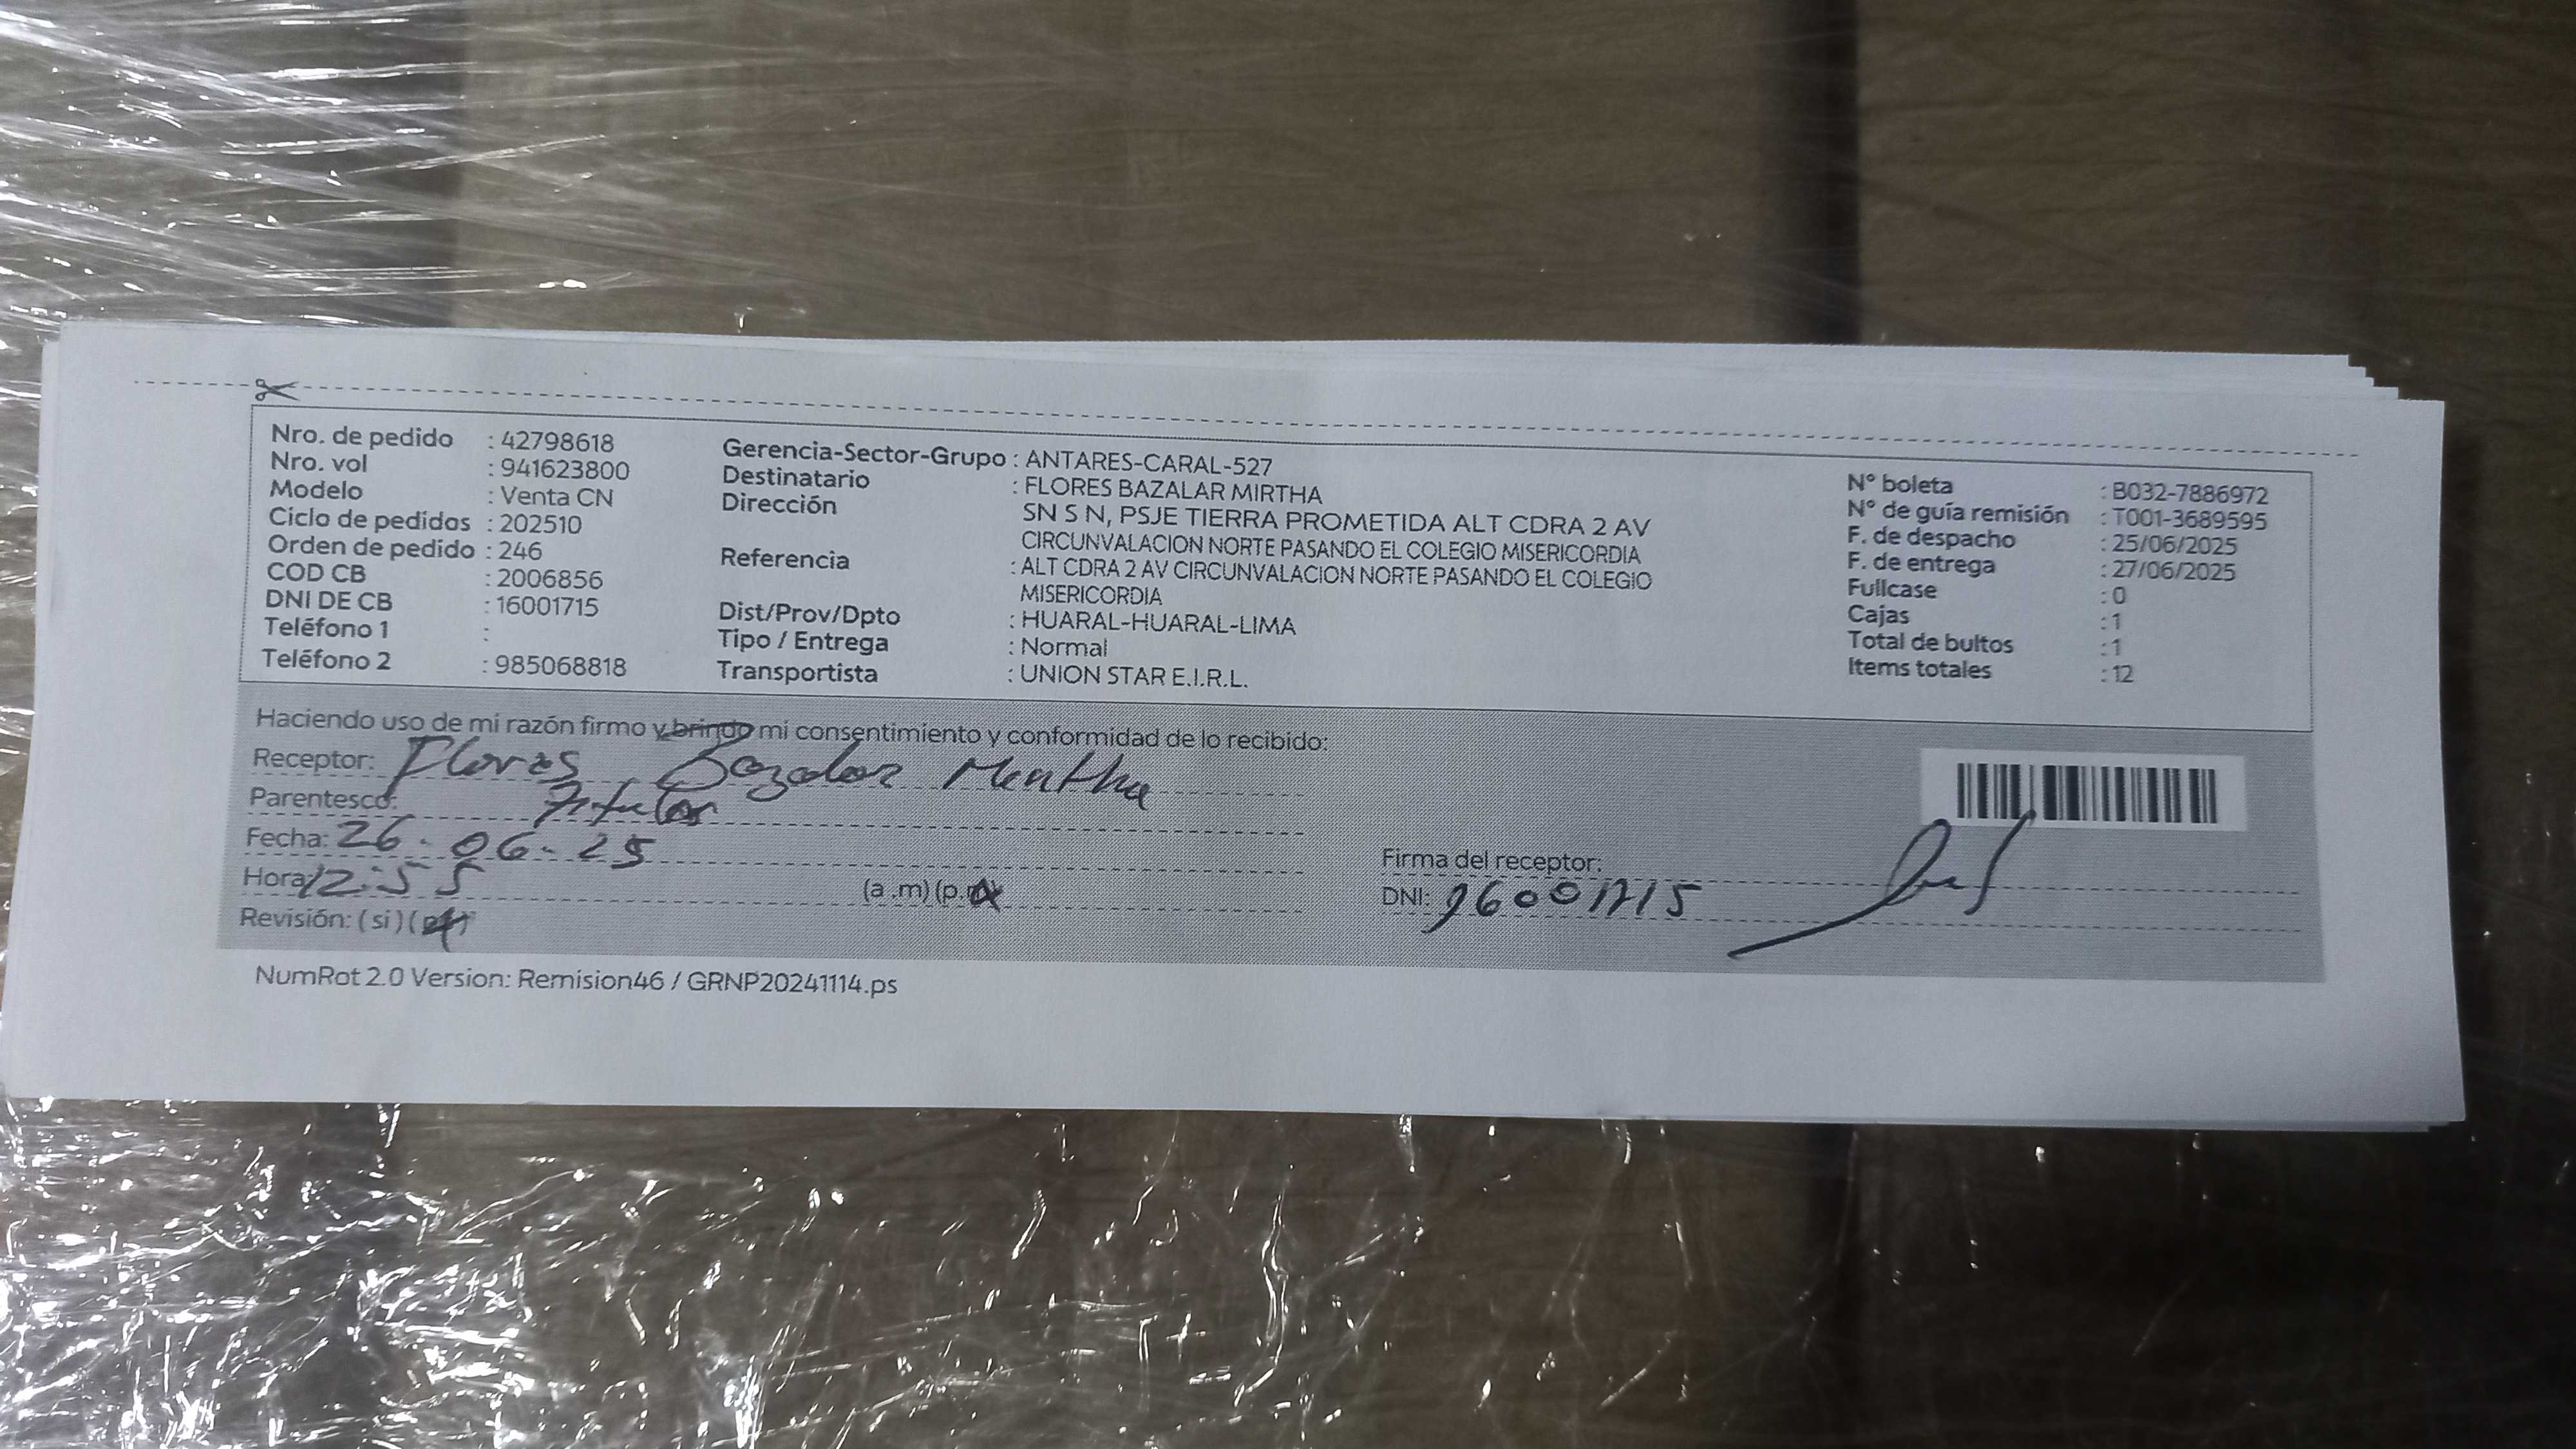 Nro. de pedido : 42798618
Nro. vol : 941623800
Modelo : Venta CN
Ciclo de pedidos : 202510
Orden de pedido : 246
COD CB : 2006856
DNI DE CB : 16001715
Teléfono 1 :
Teléfono 2 : 985068818
Gerencia-Sector-Grupo : ANTARES-CARAL-527
Destinatario : FLORES BAZALAR MIRTHA
Dirección SN S N, PSJE TIERRA PROMETIDA ALT CDRA 2 AV
CIRCUNVALACION NORTE PASANDO EL COLEGIO MISERICORDIA
Referencia : ALT CDRA 2 AV CIRCUNVALACION NORTE PASANDO EL COLEGIO
MISERICORDIA
Dist/Prov/Dpto : HUARAL-HUARAL-LIMA
Tipo / Entrega : Normal
Transportista : UNION STAR E.I.R.L.
N° boleta : B032-7886972
N° de guía remisión : T001-3689595
F. de despacho : 25/06/2025
F. de entrega : 27/06/2025
Fullcase : 0
Cajas : 1
Total de bultos : 1
Items totales : 12
Haciendo uso de mi razón firmo y brindo mi consentimiento y conformidad de lo recibido:
Receptor: Flores Bazalar
Parentesco: Titular
Fecha: 26-06-25
Hora: 12:55 (a.m) (p.
Revisión: (si) (
Firma del receptor:
DNI: 16001715
NumRot 2.0 Version: Remision46 / GRNP20241114.ps